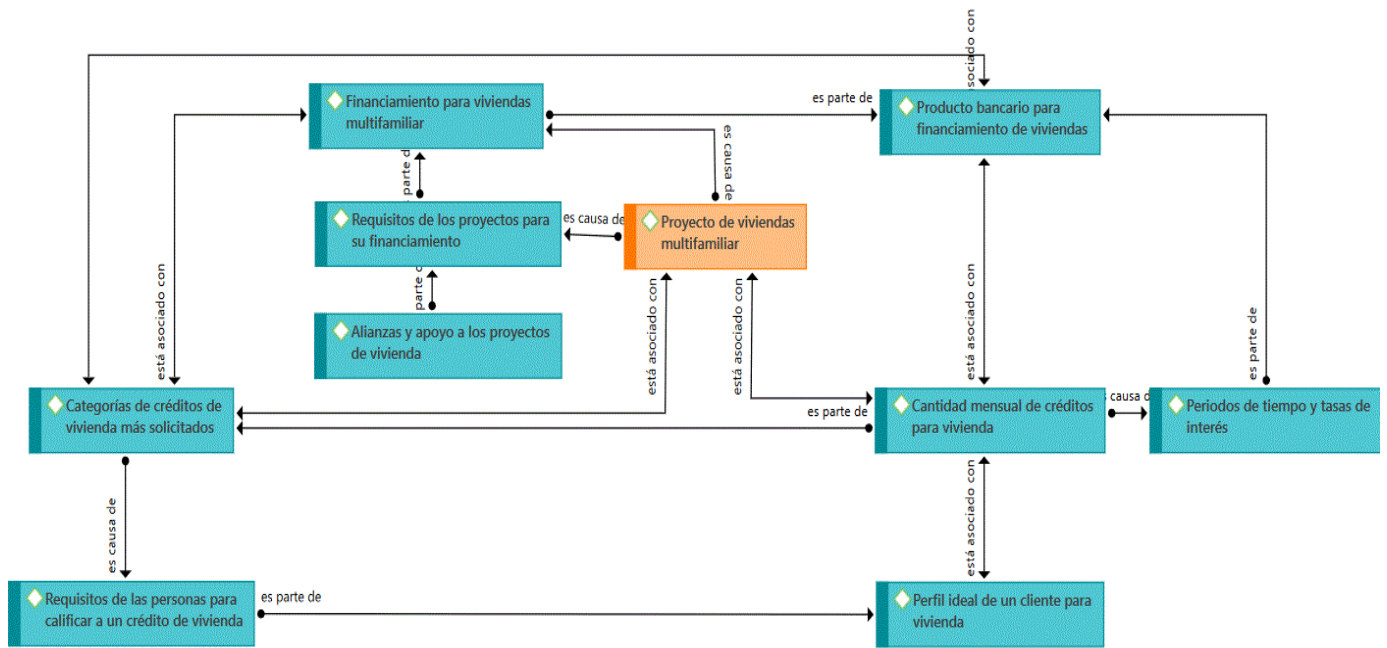 está asociado con
Financiamiento para viviendas
multifamiliar
es parte de
Producto bancario para
financiamiento de viviendas
es causa de
es parte de
Requisitos de los proyectos para
su financiamiento
es causa de
Proyecto de viviendas
multifamiliar
parte de
Alianzas y apoyo a los proyectos
de vivienda
está asociado con
está asociado con
está asociado con
está asociado con
es parte de
Categorías de créditos de
vivienda más solicitados
es parte de
Cantidad mensual de créditos
para vivienda
causa de
Periodos de tiempo y tasas de
interés
es causa de
está asociado con
Requisitos de las personas para
calificar a un crédito de vivienda
es parte de
Perfil ideal de un cliente para
vivienda